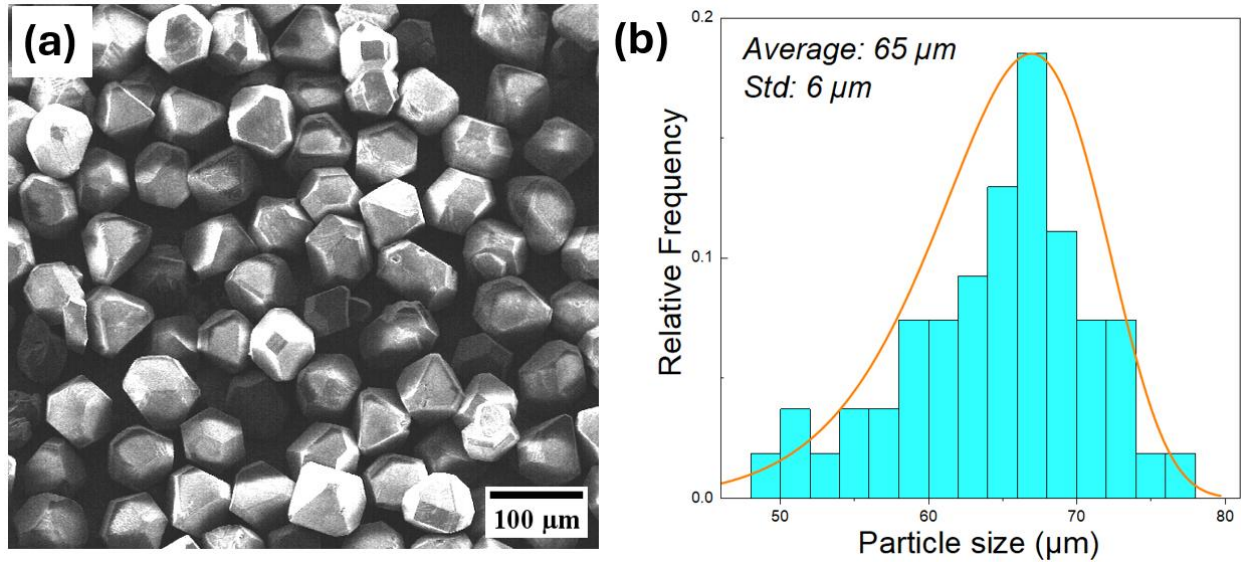 (a)
100 μm
(b)
Average: 65 μm
Std: 6 μm
Relative Frequency
0.2
0.1
0.0
50
60
70
80
Particle size (μm)